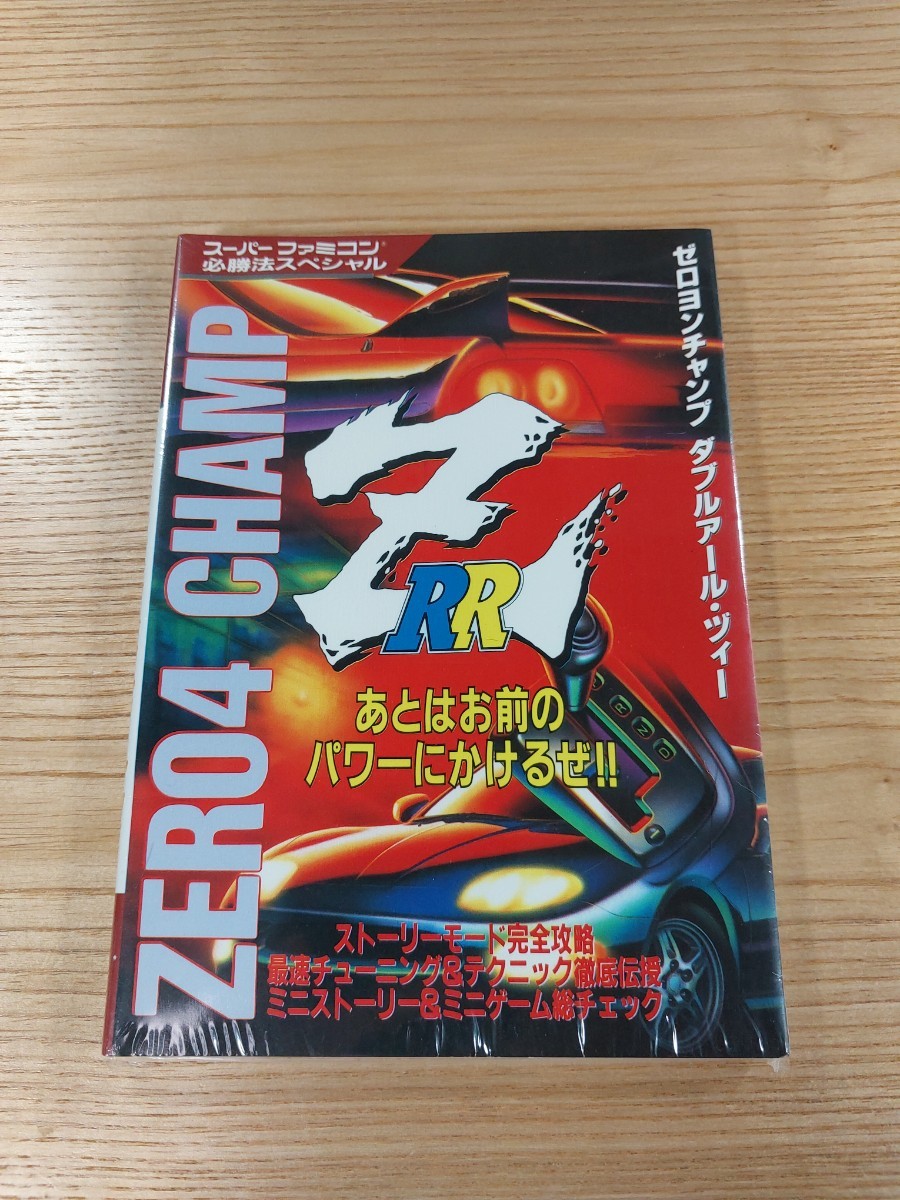 スーパーファミコン®
必勝法スペシャル
ゼロヨンチャンプ ダブルアール・ヅィー
ZERO4 CHAMP
RR
Z
あとはお前の
パワーにかけるぜ!!
R
N
D
1
ストーリーモード完全攻略
最速チューニング&テクニック徹底伝授
ミニストーリー&ミニゲーム総チェック